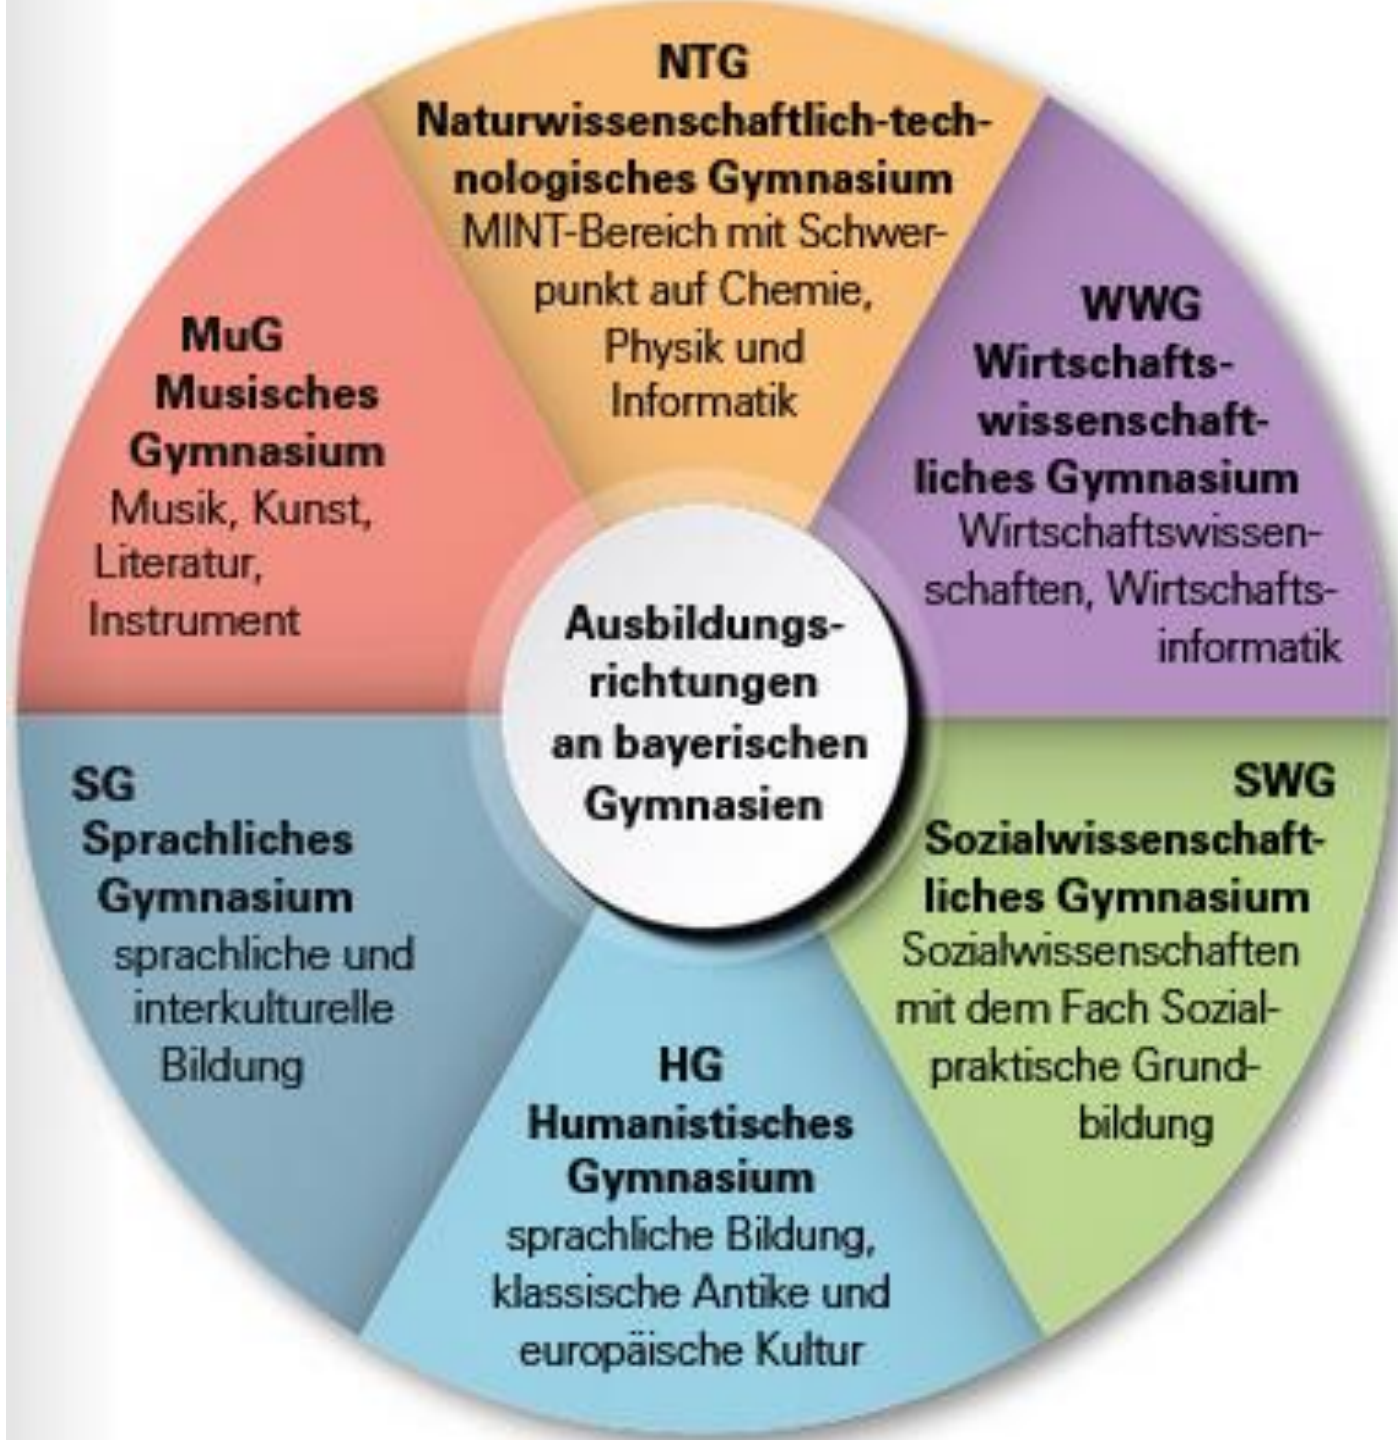 NTG
Naturwissenschaftlich-tech-
nologisches Gymnasium
MINT-Bereich mit Schwer-
punkt auf Chemie,
Physik und
Informatik
WWG
Wirtschafts-
wissenschaft-
liches Gymnasium
Wirtschaftswissen-
schaften, Wirtschafts-
informatik
SWG
Sozialwissenschaft-
liches Gymnasium
Sozialwissenschaften
mit dem Fach Sozial-
praktische Grund-
bildung
HG
Humanistisches
Gymnasium
sprachliche Bildung,
klassische Antike und
europäische Kultur
SG
Sprachliches
Gymnasium
sprachliche und
interkulturelle
Bildung
MuG
Musisches
Gymnasium
Musik, Kunst,
Literatur,
Instrument
Ausbildungs-
richtungen
an bayerischen
Gymnasien